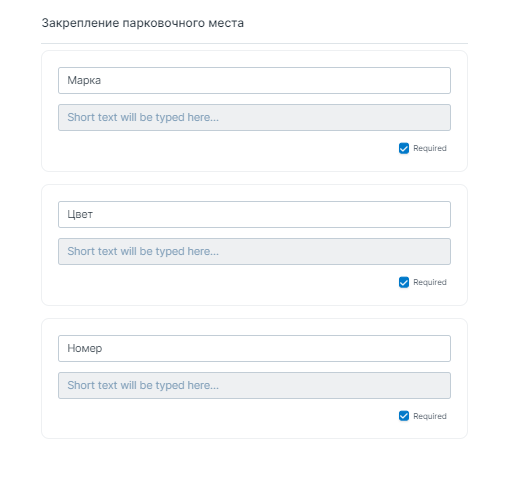 Закрепление парковочного места
Марка
Short text will be typed here...
Required
Цвет
Short text will be typed here...
Required
Номер
Short text will be typed here...
Required